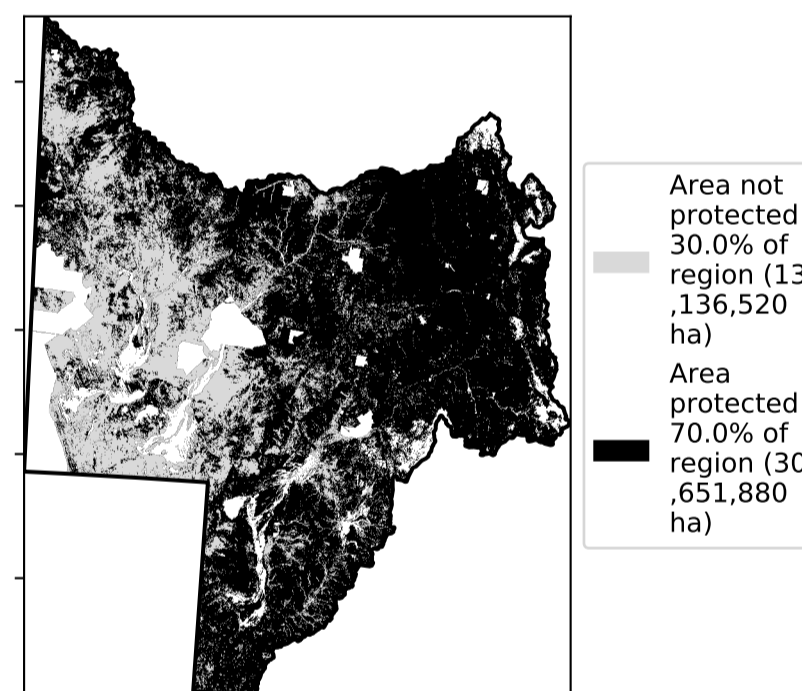 Area not
protected
30.0% of
region (13
,136,520
ha)
Area
protected
70.0% of
region (30
,651,880
ha)